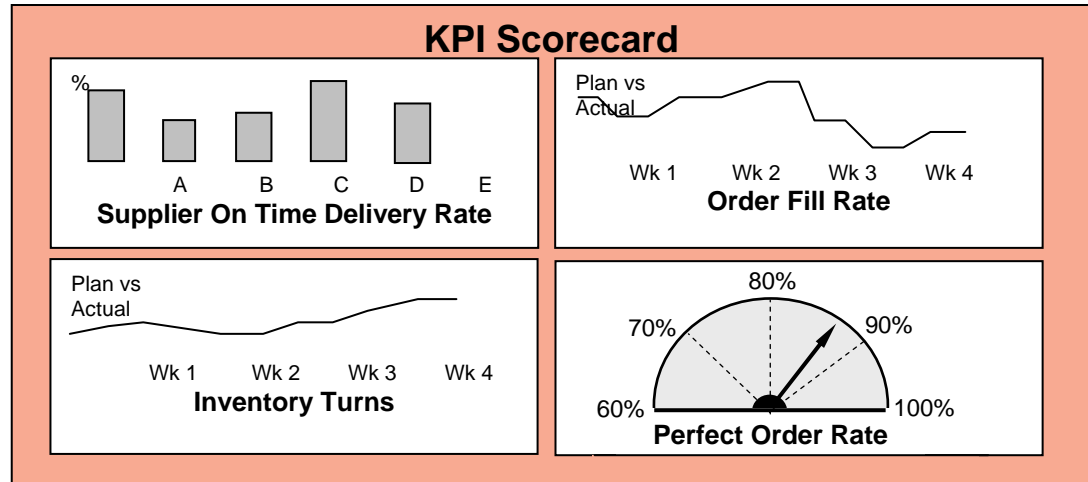 KPI Scorecard
%
A B C D E
Supplier On Time Delivery Rate
Plan vs
Actual
Wk 1 Wk 2 Wk 3 Wk 4
Order Fill Rate
Plan vs
Actual
Wk 1 Wk 2 Wk 3 Wk 4
Inventory Turns
80%
70% 90%
60% 100%
Perfect Order Rate